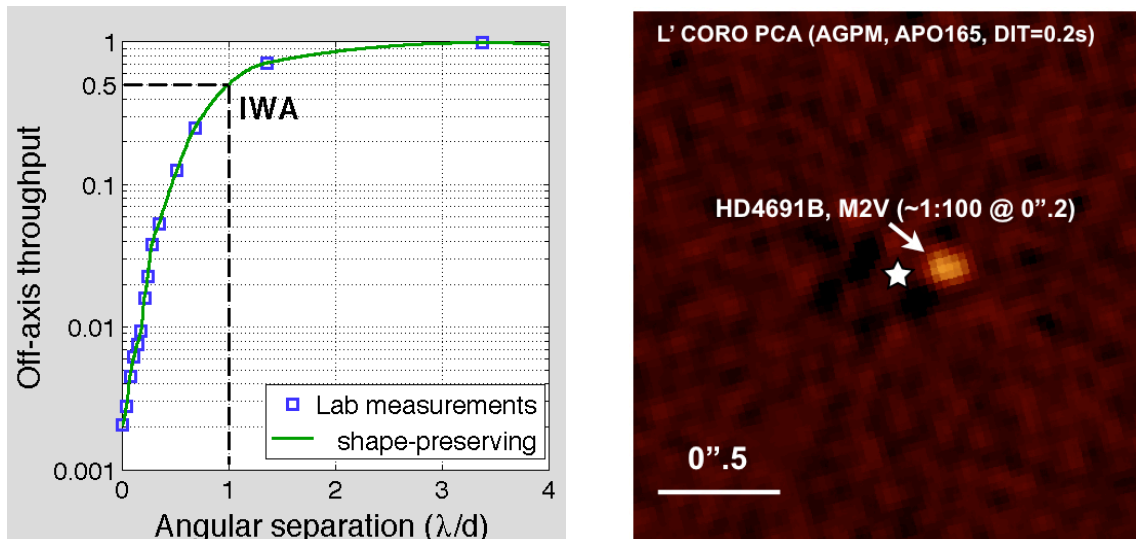 1
0.5
0.1
0.01
0.001
Off-axis throughput
IWA
Lab measurements
shape-preserving
0 1 2 3 4
Angular separation (λ/d)
L' CORO PCA (AGPM, APO165, DIT=0.2s)
HD4691B, M2V (~1:100 @ 0".2)
0".5